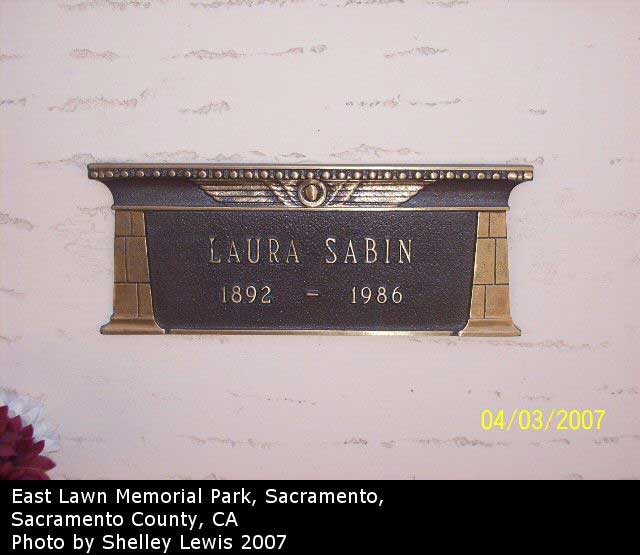 LAURA SABIN
1892 – 1986
04/03/2007
East Lawn Memorial Park, Sacramento,
Sacramento County, CA
Photo by Shelley Lewis 2007